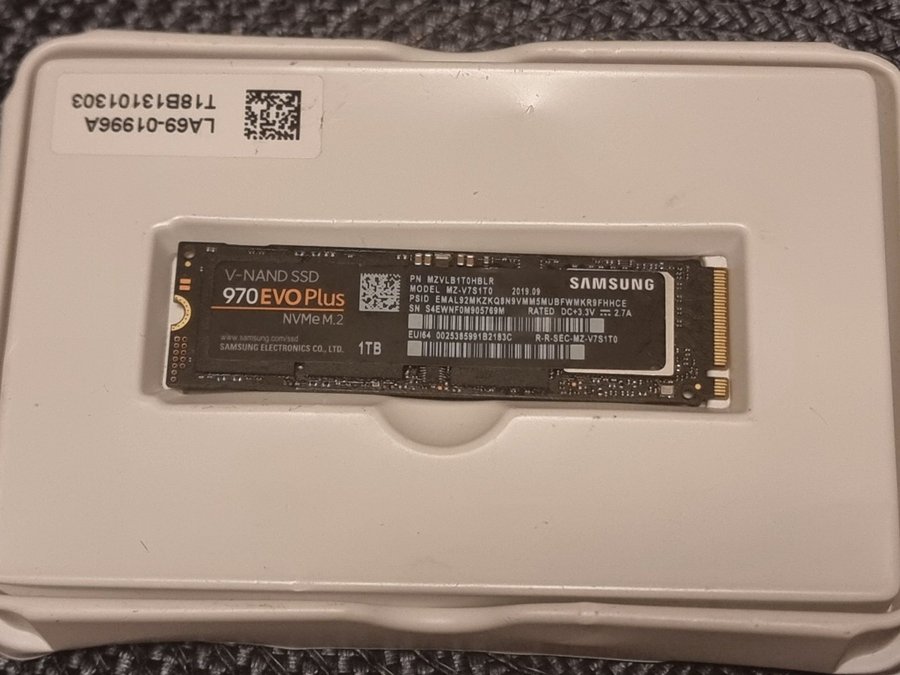 LA69-01996A
T18B13101303
V-NAND SSD
970 EVO Plus
NVMe M.2
www.samsung.com/ssd
SAMSUNG ELECTRONICS CO., LTD.
1TB
PN MZVLB1T0HBLR
MODEL MZ-V7S1T0 2019.09
PSID EMAL92MKZKQ8N9VMM5MUBFWMKR9FHHCE
SN S4EWNF0M905769M RATED DC+3.3V ⎓ 2.7A
EUI64 0025385991B2183C R-R-SEC-MZ-V7S1T0
SAMSUNG